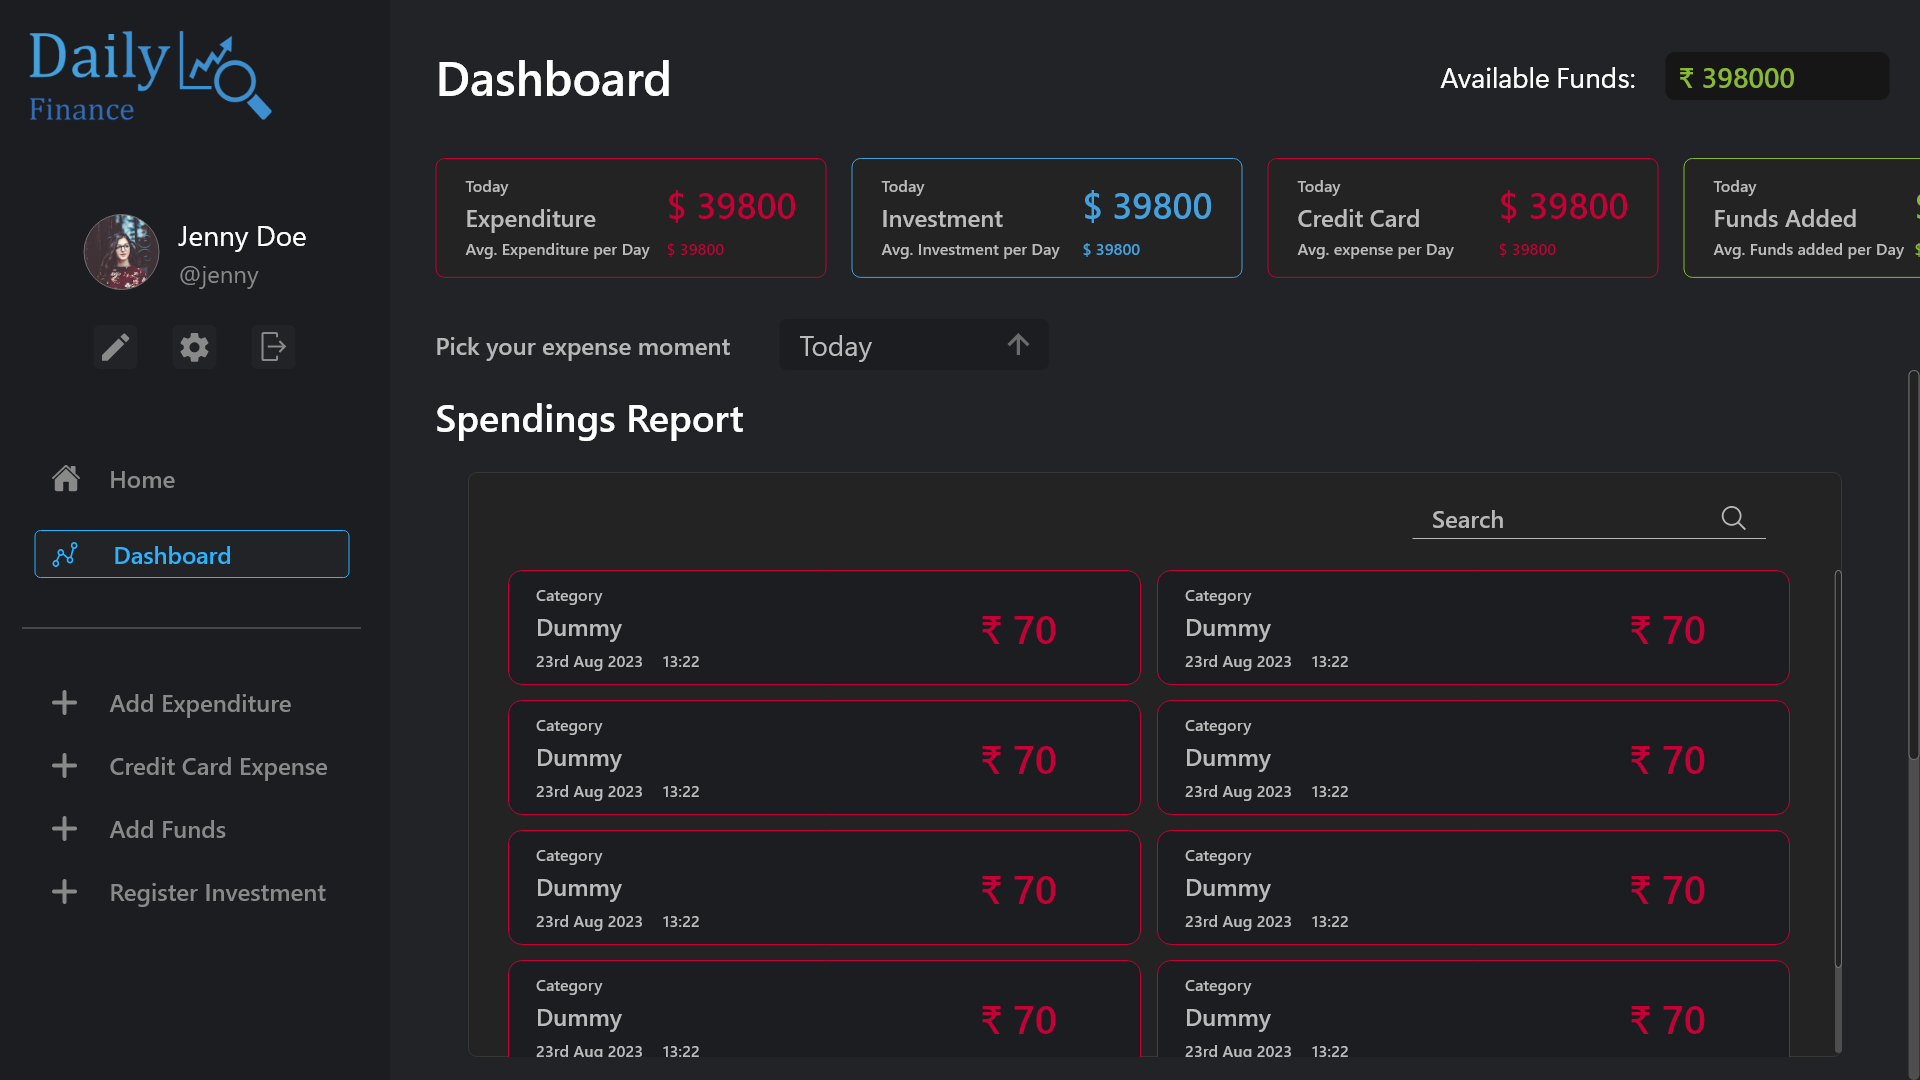 Daily
Finance
Jenny Doe
@jenny
Home
Dashboard
Add Expenditure
Credit Card Expense
Add Funds
Register Investment
Dashboard
Available Funds:
₹ 398000
Today
Expenditure
$ 39800
Avg. Expenditure per Day
$ 39800
Today
Investment
$ 39800
Avg. Investment per Day
$ 39800
Today
Credit Card
$ 39800
Avg. expense per Day
$ 39800
Today
Funds Added
Avg. Funds added per Day
Pick your expense moment
Today
Spendings Report
Search
Category
Dummy
₹ 70
23rd Aug 2023 13:22
Category
Dummy
₹ 70
23rd Aug 2023 13:22
Category
Dummy
₹ 70
23rd Aug 2023 13:22
Category
Dummy
₹ 70
23rd Aug 2023 13:22
Category
Dummy
₹ 70
23rd Aug 2023 13:22
Category
Dummy
₹ 70
23rd Aug 2023 13:22
Category
Dummy
₹ 70
23rd Aug 2023 13:22
Category
Dummy
₹ 70
23rd Aug 2023 13:22